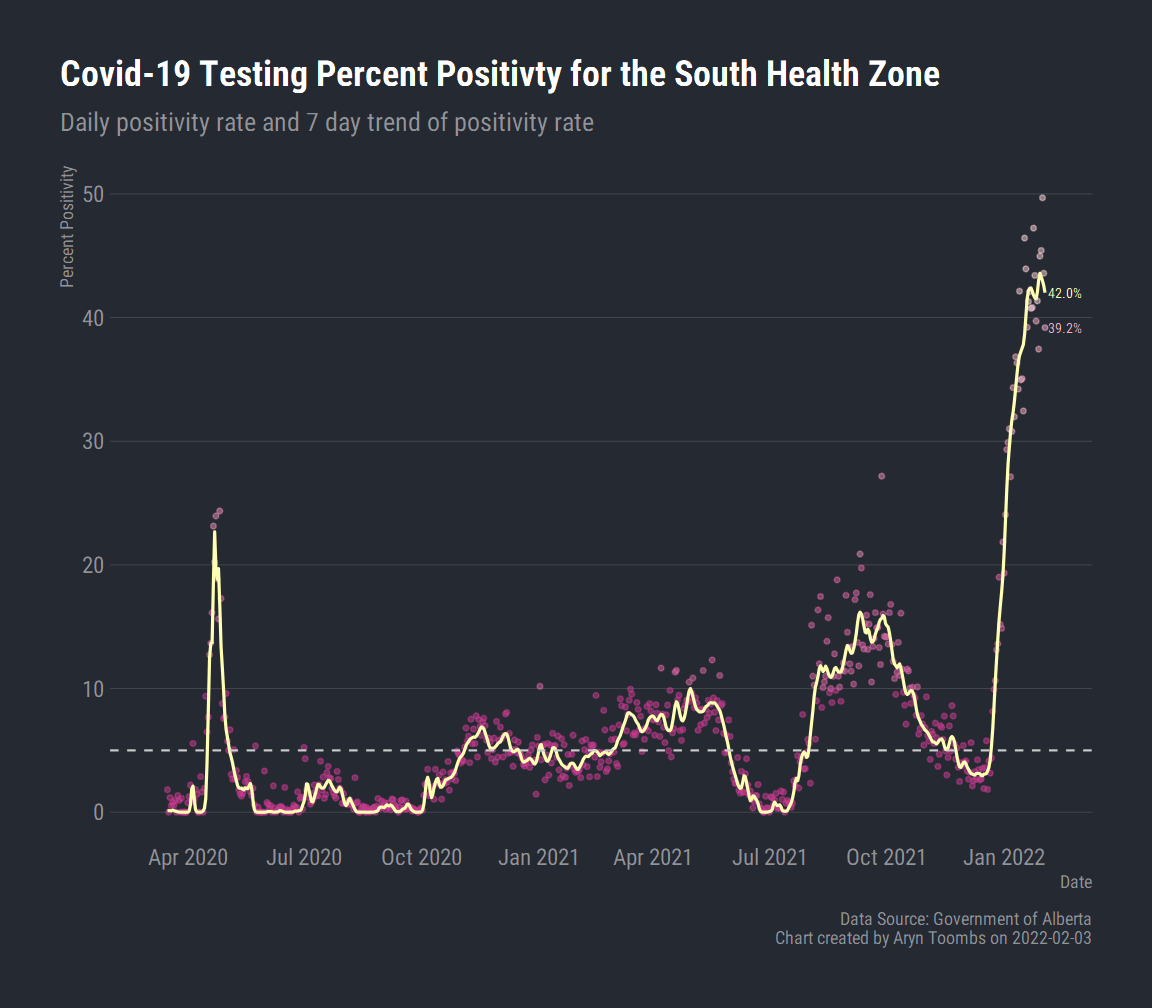 Covid-19 Testing Percent Positivty for the South Health Zone
Daily positivity rate and 7 day trend of positivity rate
Percent Positivity
50
40
30
20
10
0
42.0%
39.2%
Apr 2020 Jul 2020 Oct 2020 Jan 2021 Apr 2021 Jul 2021 Oct 2021 Jan 2022
Date
Data Source: Government of Alberta
Chart created by Aryn Toombs on 2022-02-03